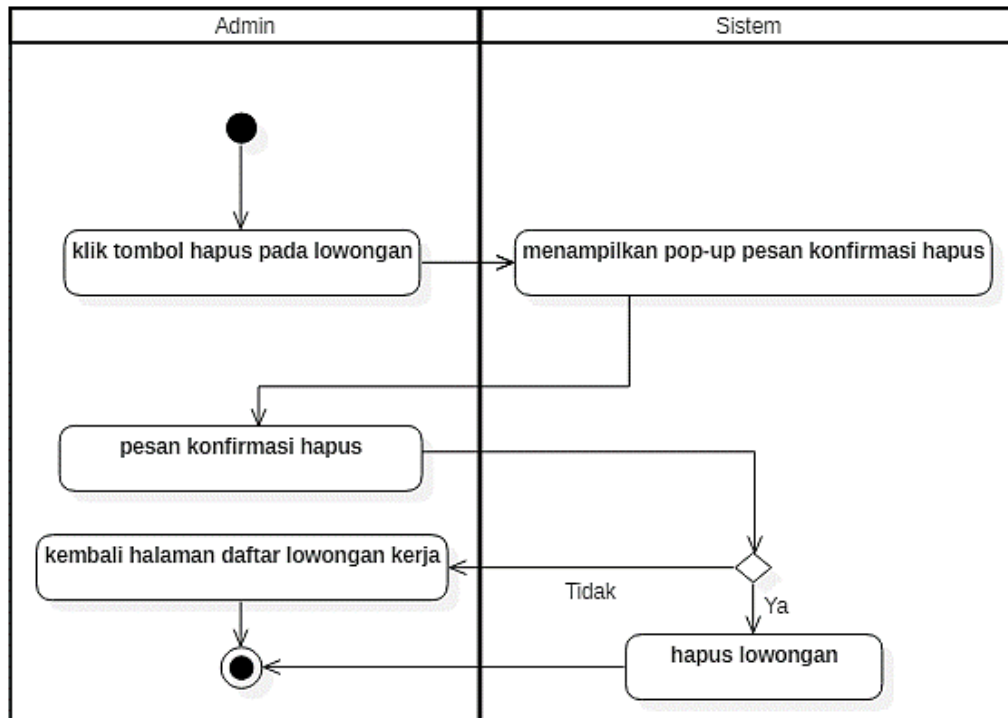 Admin
Sistem
klik tombol hapus pada lowongan
menampilkan pop-up pesan konfirmasi hapus
pesan konfirmasi hapus
kembali halaman daftar lowongan kerja
Tidak
Ya
hapus lowongan